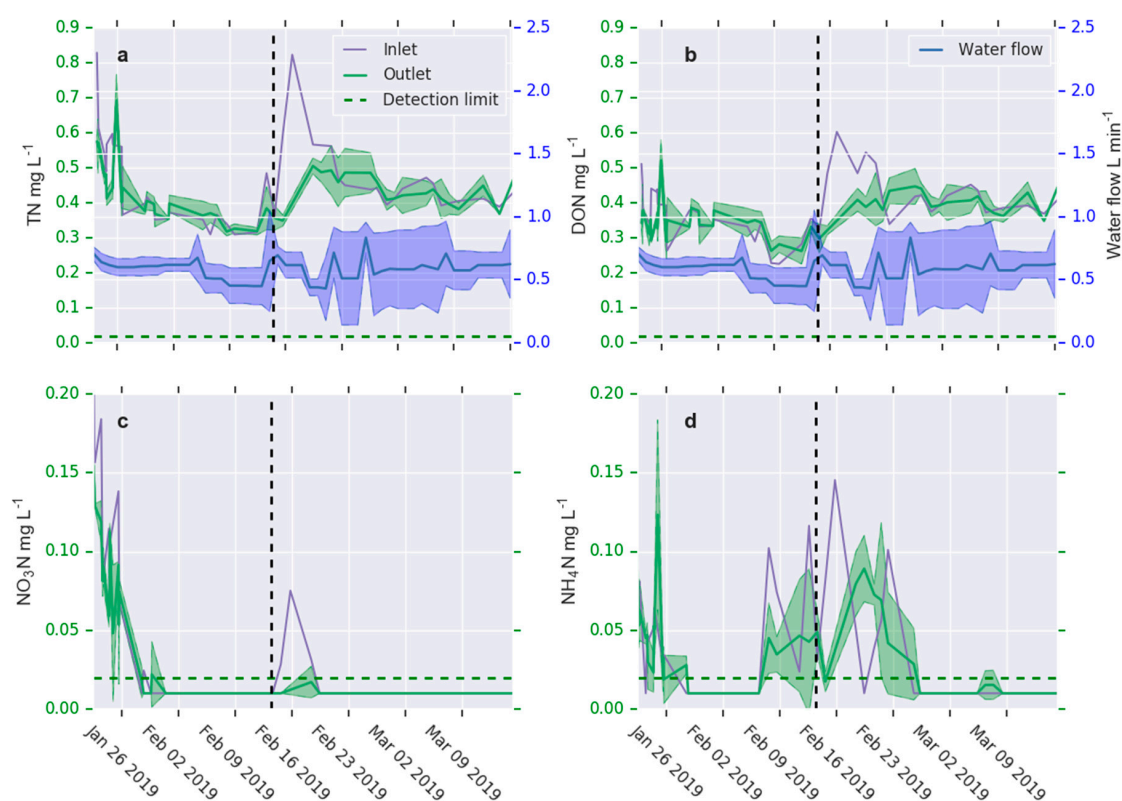 0.9
0.8
0.7
0.6
0.5
0.4
0.3
0.2
0.1
0.0
TN mg L-1
a
Inlet
Outlet
Detection limit
2.5
2.0
1.5
1.0
0.5
0.0
0.9
0.8
0.7
0.6
0.5
0.4
0.3
0.2
0.1
0.0
DON mg L-1
b
Water flow
2.5
2.0
1.5
1.0
0.5
0.0
Water flow L min-1
0.20
0.15
0.10
0.05
0.00
NO3N mg L-1
c
Jan 26 2019
Feb 02 2019
Feb 09 2019
Feb 16 2019
Feb 23 2019
Mar 02 2019
Mar 09 2019
0.20
0.15
0.10
0.05
0.00
NH4N mg L-1
d
Jan 26 2019
Feb 02 2019
Feb 09 2019
Feb 16 2019
Feb 23 2019
Mar 02 2019
Mar 09 2019